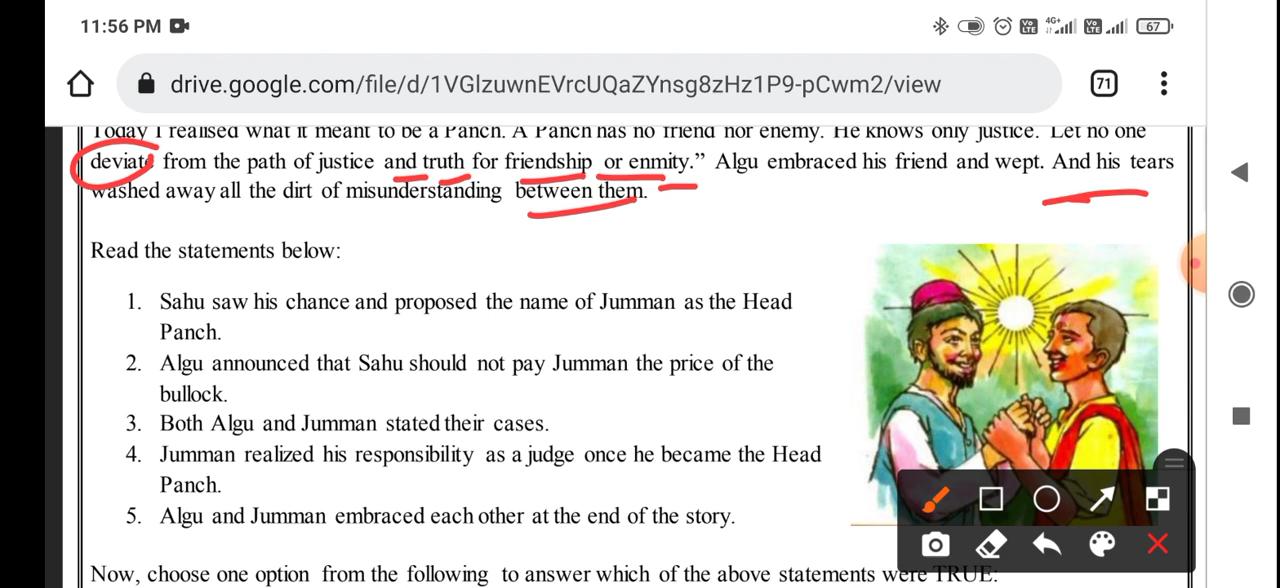 11:56 PM
4G+
Vo LTE
Vo LTE
67
drive.google.com/file/d/1VGlzuwnEVrcUQaZYnsg8zHz1P9-pCwm2/view
71
Today I realised what it meant to be a Panch. A Panch has no friend nor enemy. He knows only justice. Let no one
deviate from the path of justice and truth for friendship or enmity.” Algu embraced his friend and wept. And his tears
washed away all the dirt of misunderstanding between them.
Read the statements below:
1. Sahu saw his chance and proposed the name of Jumman as the Head
Panch.
2. Algu announced that Sahu should not pay Jumman the price of the
bullock.
3. Both Algu and Jumman stated their cases.
4. Jumman realized his responsibility as a judge once he became the Head
Panch.
5. Algu and Jumman embraced each other at the end of the story.
Now, choose one option from the following to answer which of the above statements were TRUE: